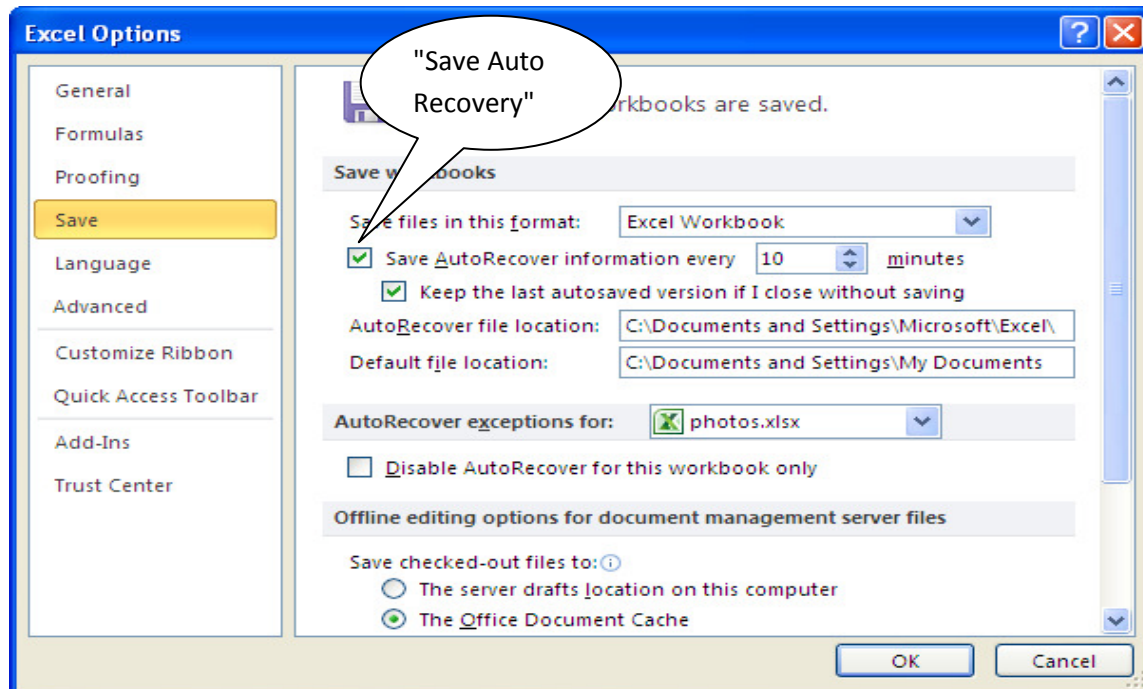 Excel Options
"Save Auto
Recovery"
General
Formulas
Proofing
Save
Language
Advanced
Customize Ribbon
Quick Access Toolbar
Add-Ins
Trust Center
rkbooks are saved.
Save w books
Save files in this format: Excel Workbook
Save AutoRecover information every 10 minutes
Keep the last autosaved version if I close without saving
AutoRecover file location: C:\Documents and Settings\Microsoft\Excel\
Default file location: C:\Documents and Settings\My Documents
AutoRecover exceptions for: photos.xlsx
Disable AutoRecover for this workbook only
Offline editing options for document management server files
Save checked-out files to:
The server drafts location on this computer
The Office Document Cache
OK Cancel